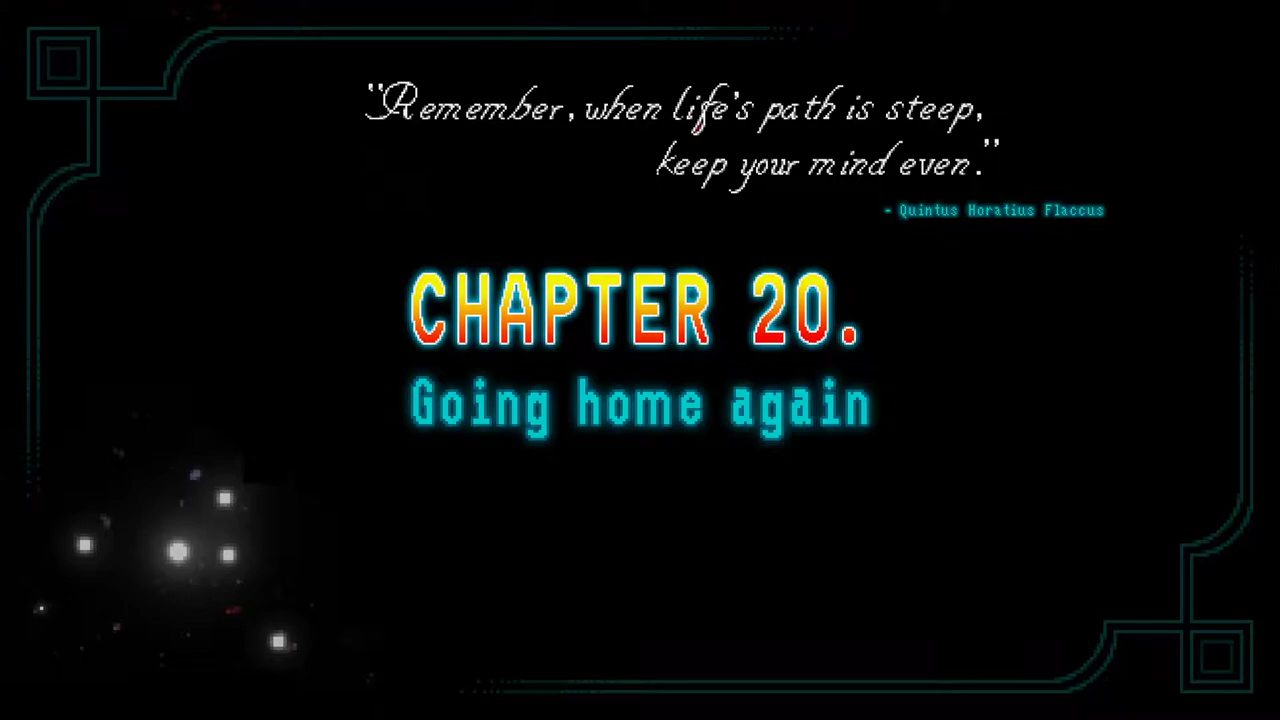 "Remember, when life's path is steep,
keep your mind even."
- Quintus Horatius Flaccus
CHAPTER 20.
Going home again